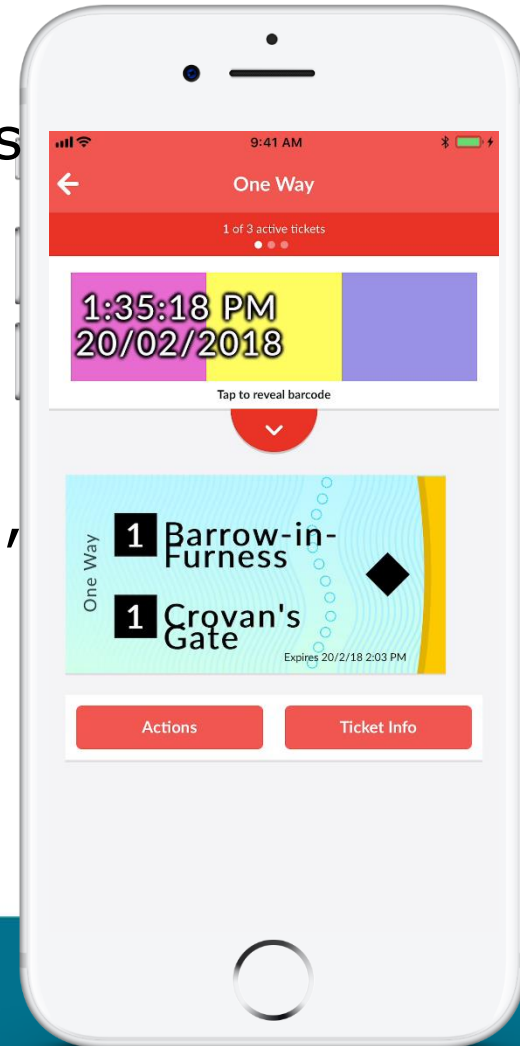 s
9:41 AM
One Way
1 of 3 active tickets
1:35:18 PM
20/02/2018
Tap to reveal barcode
,
One Way
1 Barrow-in-
Furness
1 Crovan's
Gate
Expires 20/2/18 2:03 PM
Actions
Ticket Info